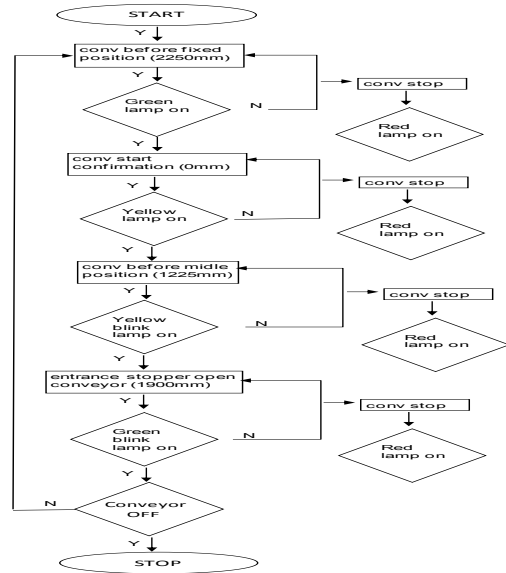 START
Y
conv before fixed
position (2250mm)
Y
conv stop
Green
lamp on
N
Red
lamp on
Y
conv start
confirmation (0mm)
conv stop
Y
Yellow
lamp on
N
Red
lamp on
Y
conv before midle
position (1225mm)
Y
conv stop
Yellow
blink
lamp on
N
Red
lamp on
Y
entrance stopper open
conveyor (1900mm)
Y
conv stop
Green
blink
lamp on
N
Red
lamp on
Y
Conveyor
OFF
N
Y
STOP